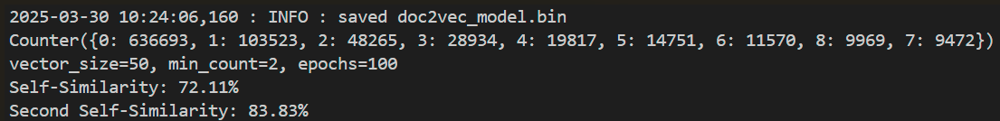 2025-03-30 10:24:06,160 : INFO : saved doc2vec_model.bin
Counter({0: 636693, 1: 103523, 2: 48265, 3: 28934, 4: 19817, 5: 14751, 6: 11570, 8: 9969, 7: 9472})
vector_size=50, min_count=2, epochs=100
Self-Similarity: 72.11%
Second Self-Similarity: 83.83%